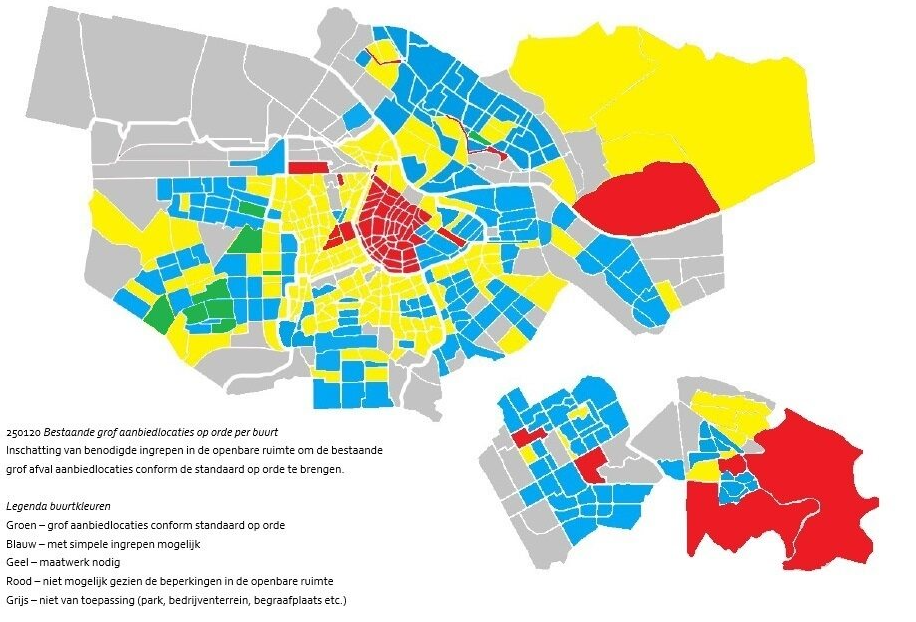 250120 Bestaande grof aanbiedlocaties op orde per buurt
Inschatting van benodigde ingrepen in de openbare ruimte om de bestaande
grof afval aanbiedlocaties conform de standaard op orde te brengen.
Legenda buurtkleuren
Groen – grof aanbiedlocaties conform standaard op orde
Blauw – met simpele ingrepen mogelijk
Geel – maatwerk nodig
Rood – niet mogelijk gezien de beperkingen in de openbare ruimte
Grijs – niet van toepassing (park, bedrijventerrein, begraafplaats etc.)